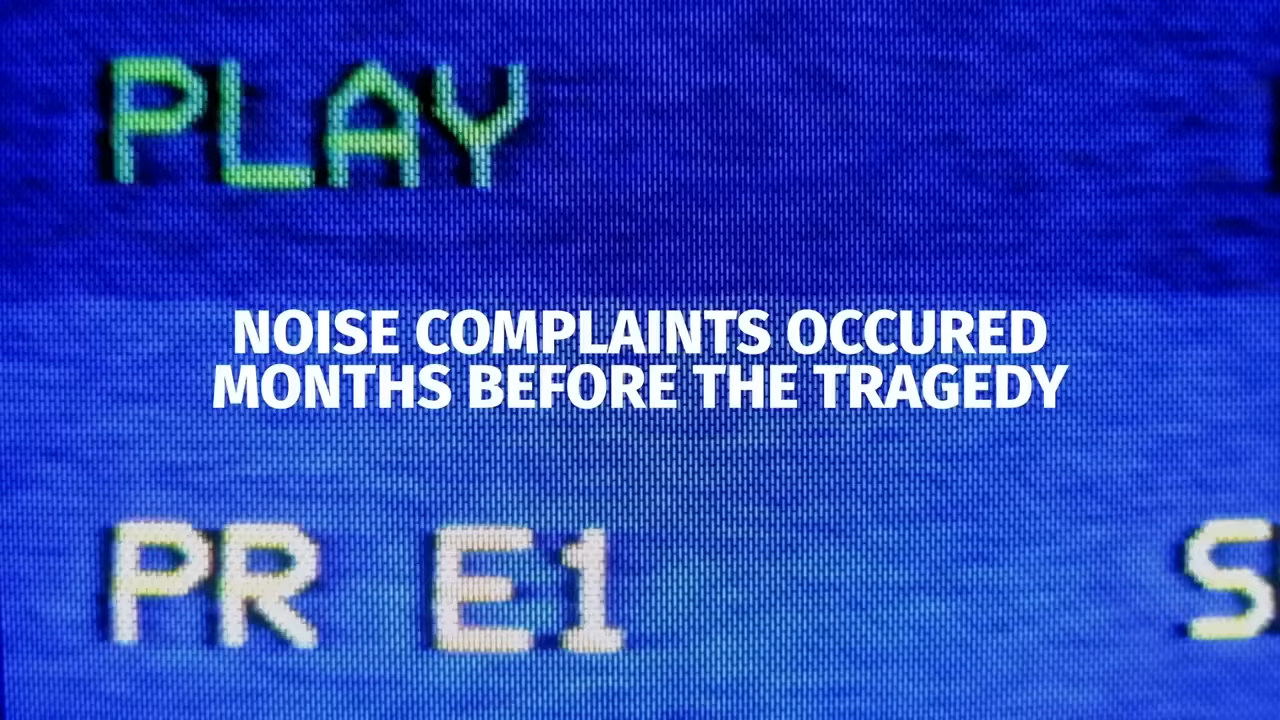 PLAY
NOISE COMPLAINTS OCCURED
MONTHS BEFORE THE TRAGEDY
PR E1